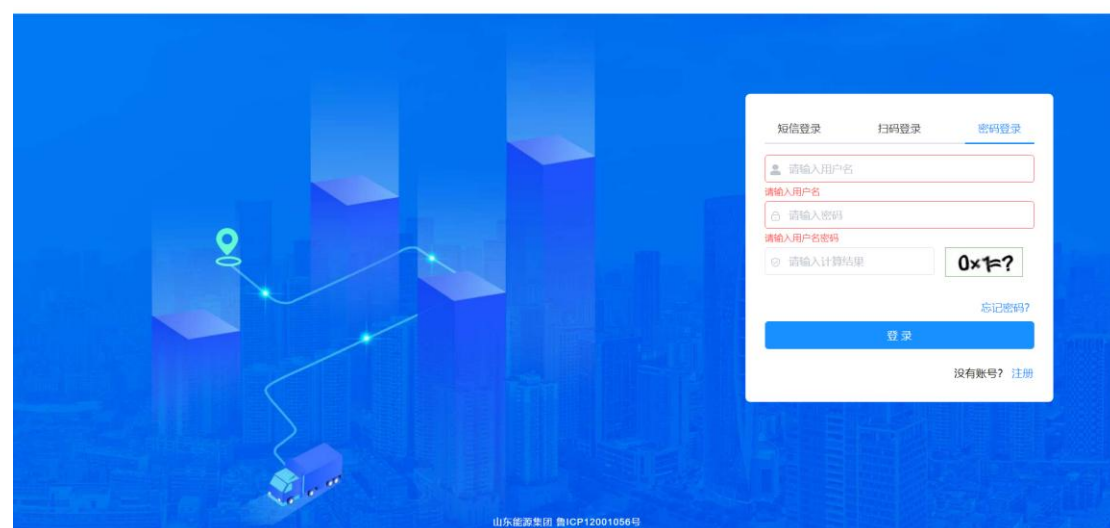 短信登录 扫码登录 密码登录
请输入用户名
请输入用户名
请输入密码
请输入用户名密码
请输入计算结果 0×1=?
忘记密码?
登 录
没有账号? 注册
山东能源集团 鲁ICP12001056号